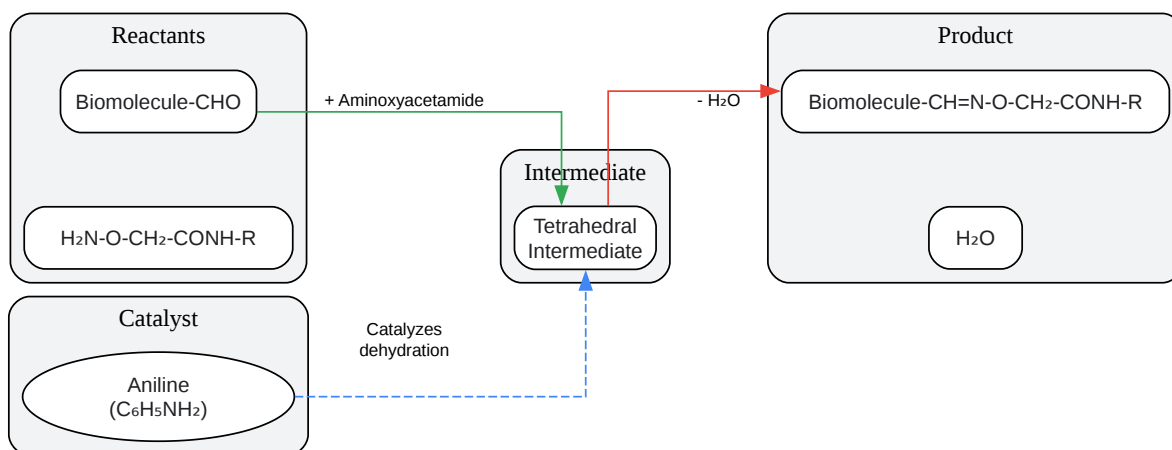 Reactants
Biomolecule-CHO
H₂N-O-CH₂-CONH-R
+ Aminoxyacetamide
Intermediate
Tetrahedral
Intermediate
- H₂O
Product
Biomolecule-CH=N-O-CH₂-CONH-R
H₂O
Catalyst
Aniline
(C₆H₅NH₂)
Catalyzes
dehydration